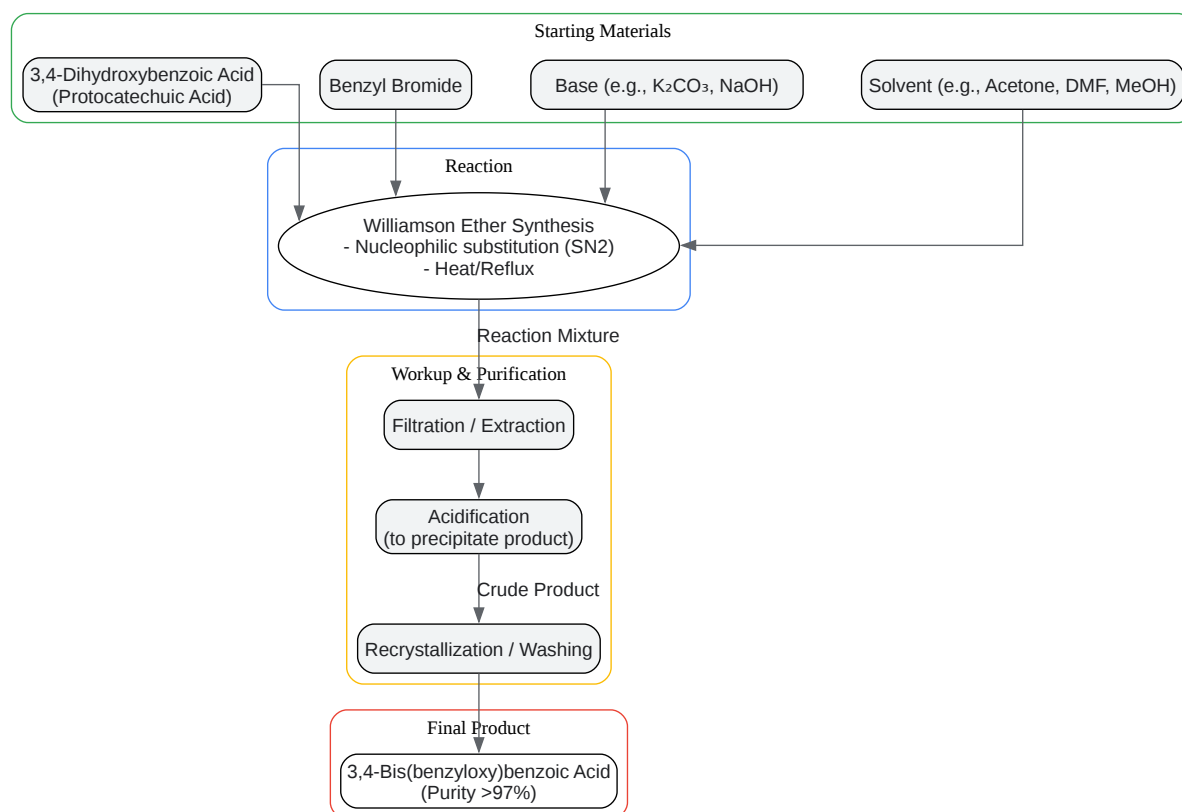 Starting Materials
3,4-Dihydroxybenzoic Acid
(Protocatechuic Acid)
Benzyl Bromide
Base (e.g., K₂CO₃, NaOH)
Solvent (e.g., Acetone, DMF, MeOH)
Reaction
Williamson Ether Synthesis
- Nucleophilic substitution (SN2)
- Heat/Reflux
Reaction Mixture
Workup & Purification
Filtration / Extraction
Acidification
(to precipitate product)
Crude Product
Recrystallization / Washing
Final Product
3,4-Bis(benzyloxy)benzoic Acid
(Purity >97%)